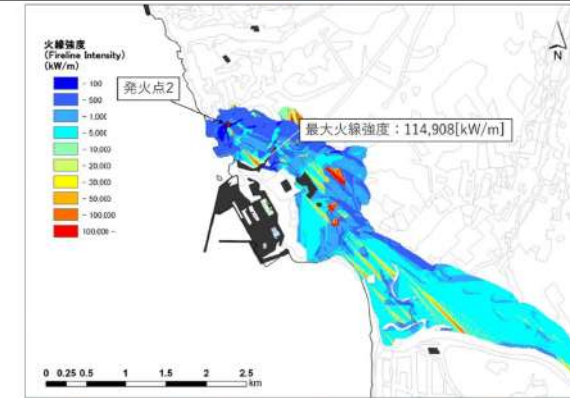 火線強度
(Fireline Intensity)
(kW/m)
- 100
- 500
- 1,000
- 5,000
- 10,000
- 20,000
- 30,000
- 50,000
- 100,000
100,000 -
発火点2
最大火線強度：114,908[kW/m]
N
0 0.25 0.5 1 1.5 2 2.5
km